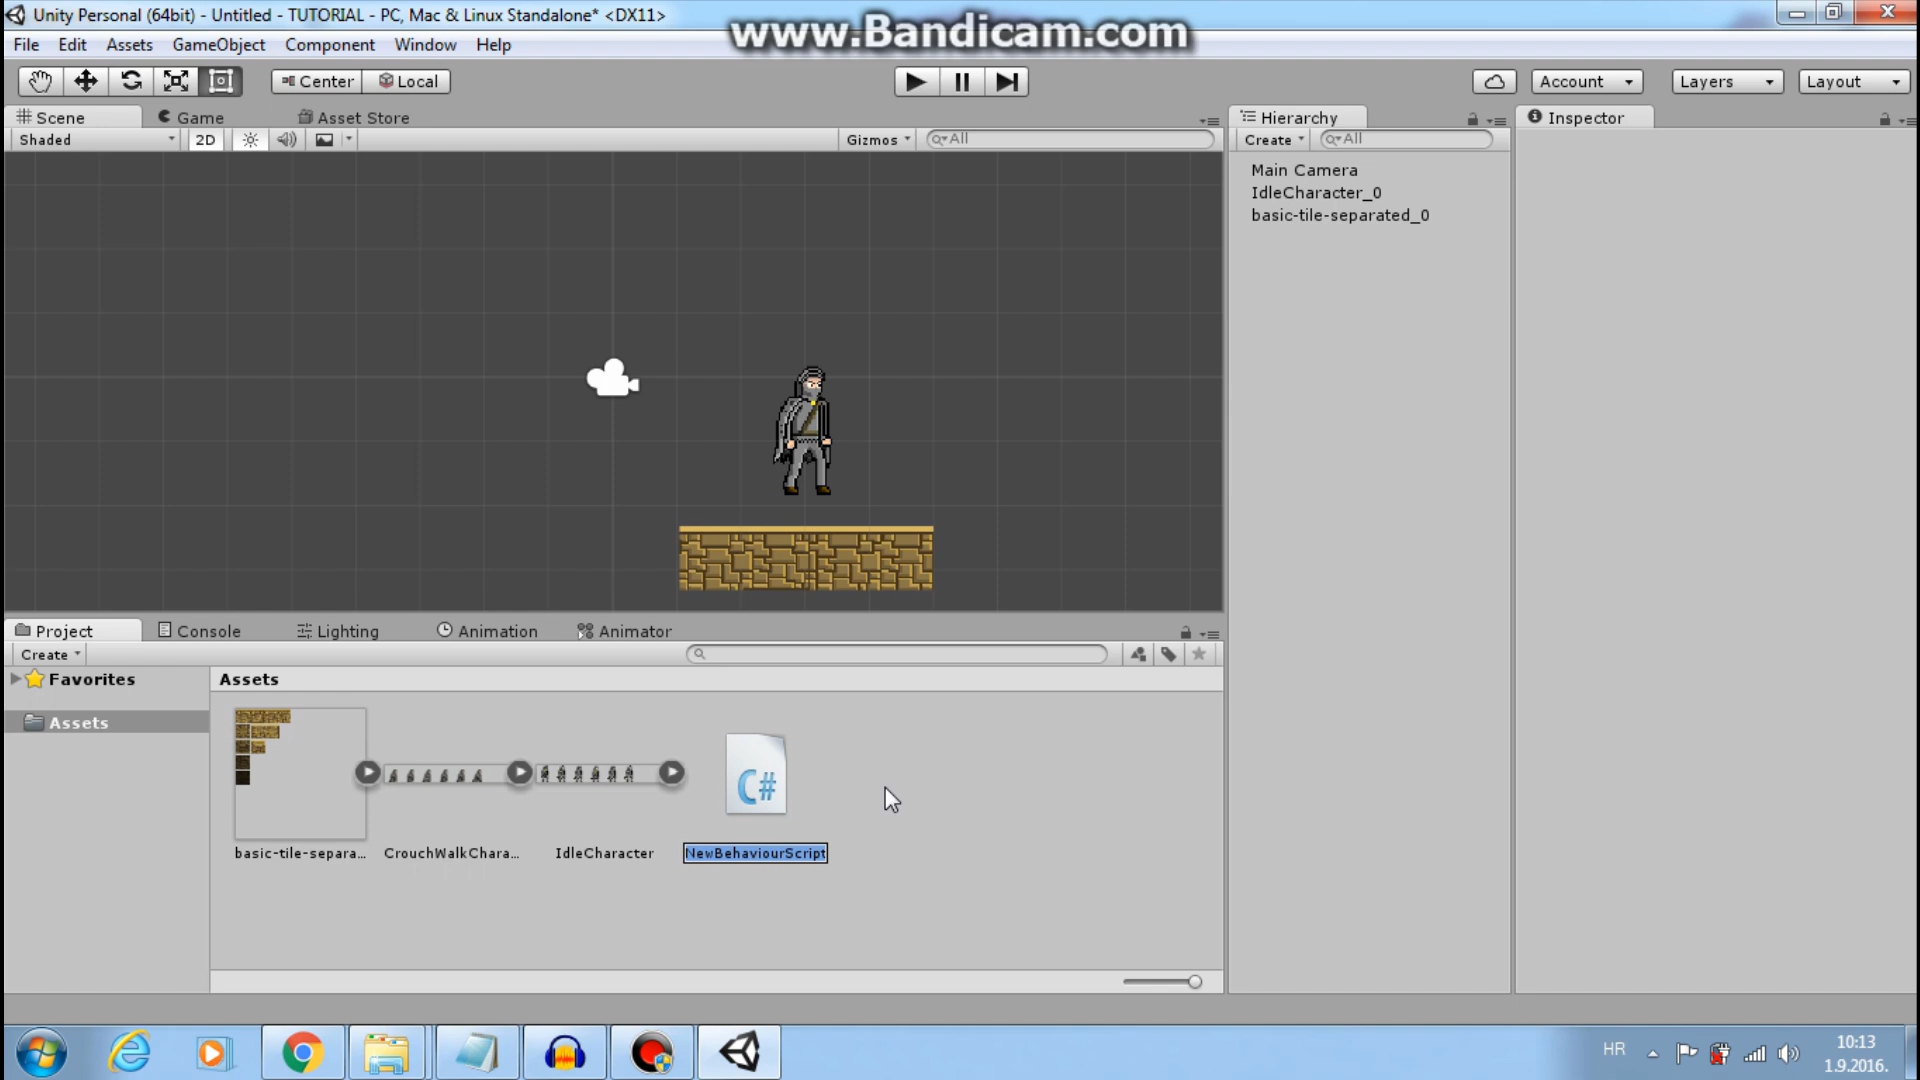 Unity Personal (64bit) - Untitled - TUTORIAL - PC, Mac & Linux Standalone* <DX11>
www.Bandicam.com
File Edit Assets GameObject Component Window Help
Center Local
Account Layers Layout
Scene Game Asset Store
Hierarchy
Inspector
Shaded 2D Gizmos All
Create All
Main Camera
IdleCharacter_0
basic-tile-separated_0
Project Console Lighting Animation Animator
Create
Favorites
Assets
Assets
C#
basic-tile-separa... CrouchWalkChara... IdleCharacter NewBehaviourScript
HR
10:13
1.9.2016.